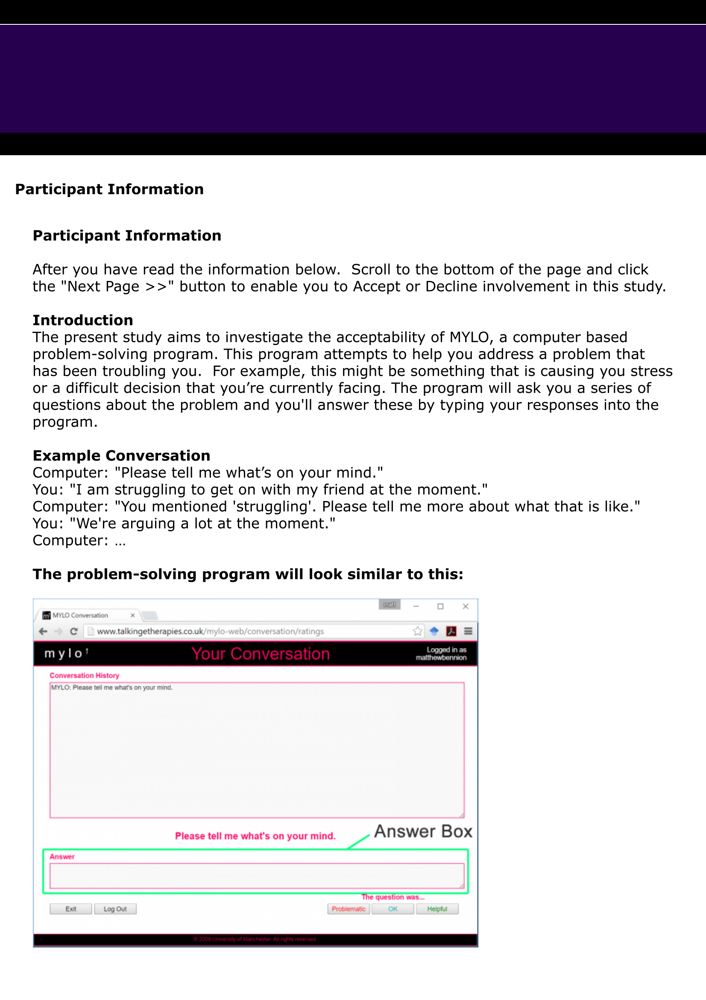 Participant Information
Participant Information
After you have read the information below.  Scroll to the bottom of the page and click
the "Next Page >>" button to enable you to Accept or Decline involvement in this study.
Introduction
The present study aims to investigate the acceptability of MYLO, a computer based
problem-solving program. This program attempts to help you address a problem that
has been troubling you.  For example, this might be something that is causing you stress
or a difficult decision that you’re currently facing. The program will ask you a series of
questions about the problem and you'll answer these by typing your responses into the
program.
Example Conversation
Computer: "Please tell me what’s on your mind."
You: "I am struggling to get on with my friend at the moment."
Computer: "You mentioned 'struggling'. Please tell me more about what that is like."
You: "We're arguing a lot at the moment."
Computer: …
The problem-solving program will look similar to this:
matt
MYLO Conversation
www.talkingetherapies.co.uk/mylo-web/conversation/ratings
mylo↑
Your Conversation
Logged in as
matthewbennion
Conversation History
MYLO: Please tell me what's on your mind.
Please tell me what's on your mind.
Answer Box
Answer
The question was...
Exit Log Out Problematic OK Helpful
© 2009 University of Manchester. All rights reserved.